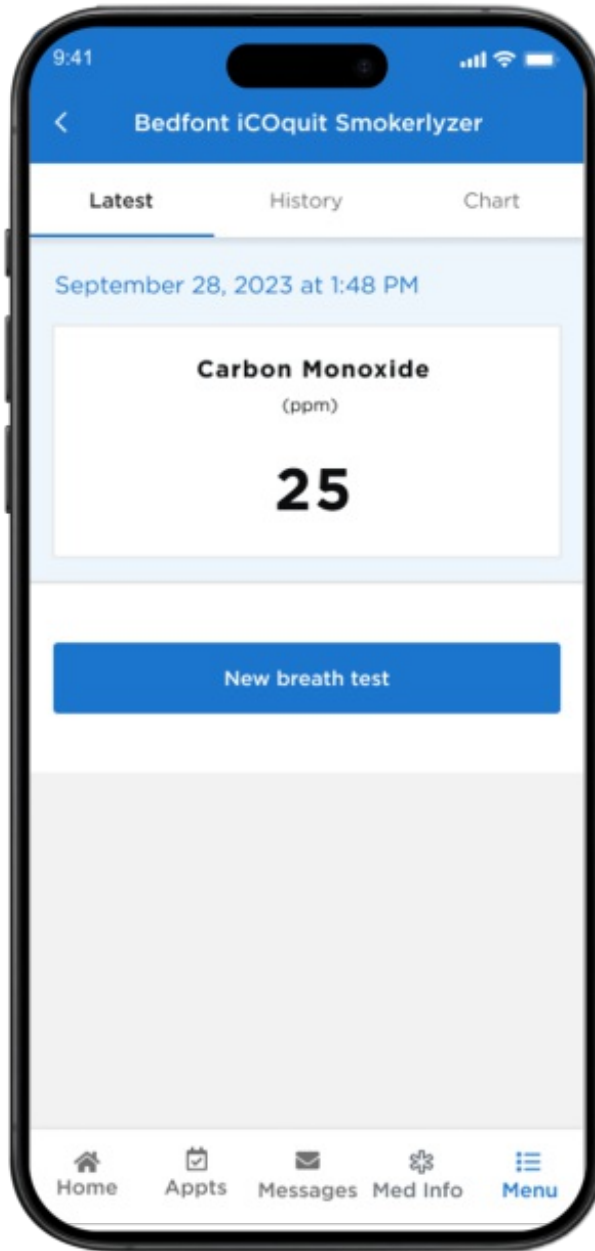 9:41
Bedfont iCOquit Smokerlyzer
Latest History Chart
September 28, 2023 at 1:48 PM
Carbon Monoxide
(ppm)
25
New breath test
Home Appts Messages Med Info Menu